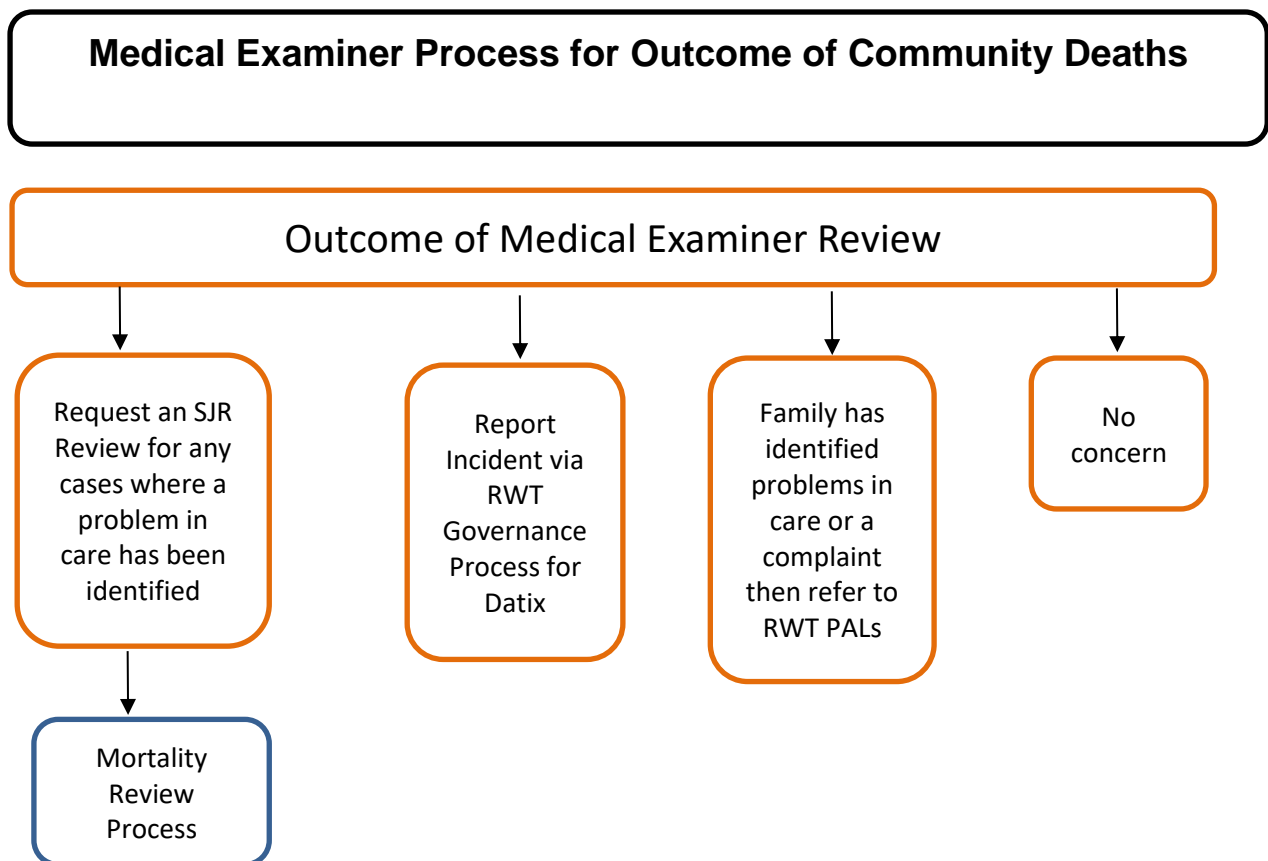 Medical Examiner Process for Outcome of Community Deaths
Outcome of Medical Examiner Review
Request an SJR
Review for any
cases where a
problem in
care has been
identified
Report
Incident via
RWT
Governance
Process for
Datix
Family has
identified
problems in
care or a
complaint
then refer to
RWT PALs
No
concern
Mortality
Review
Process